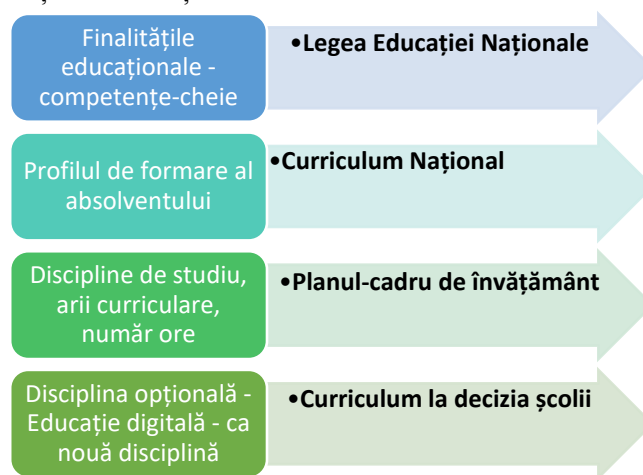 Finalitățile
educaționale -
competențe-cheie
•Legea Educației Naționale
Profilul de formare al
absolventului
•Curriculum Național
Discipline de studiu,
arii curriculare,
număr ore
•Planul-cadru de învățământ
Disciplina opțională -
Educație digitală - ca
nouă disciplină
•Curriculum la decizia școlii